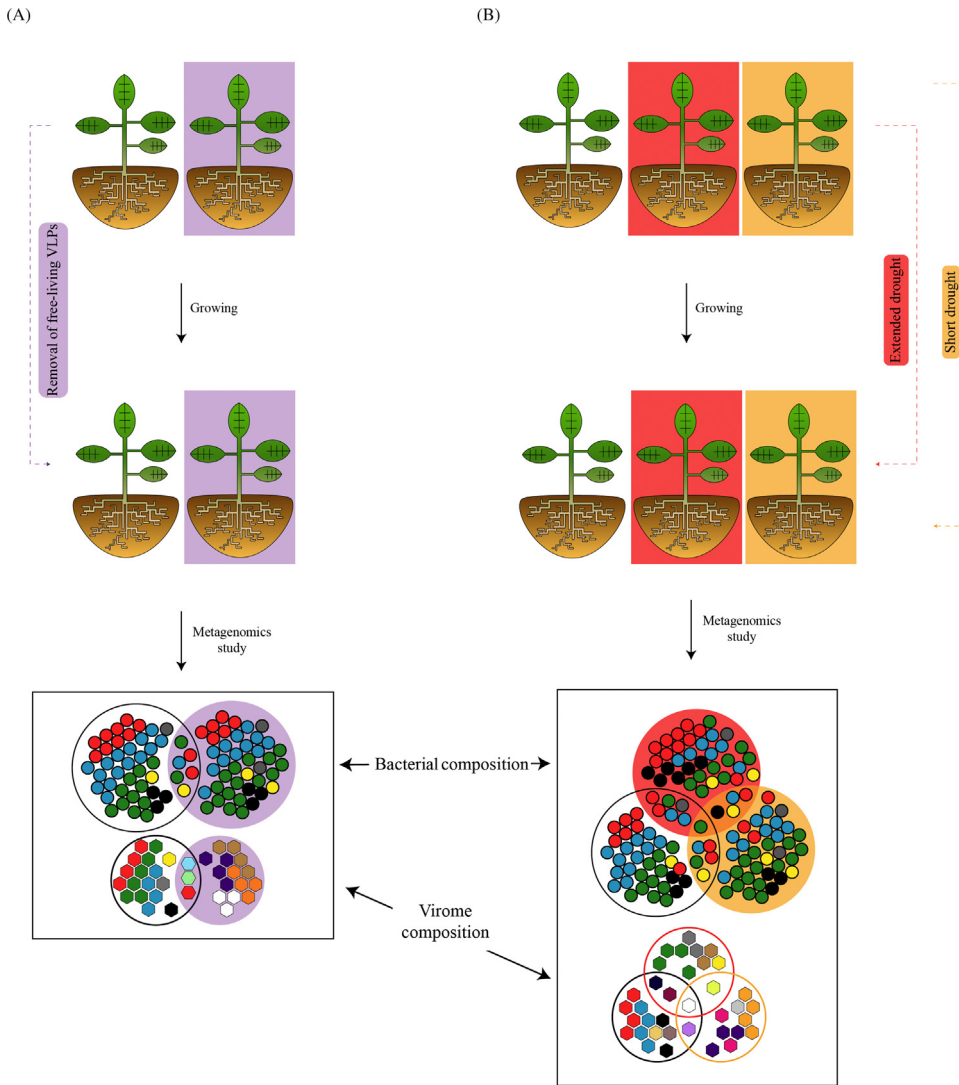 (A)
(B)
Removal of free-living VLPs
Growing
Growing
Extended drought
Short drought
Metagenomics
study
Metagenomics
study
Bacterial composition
Virome
composition